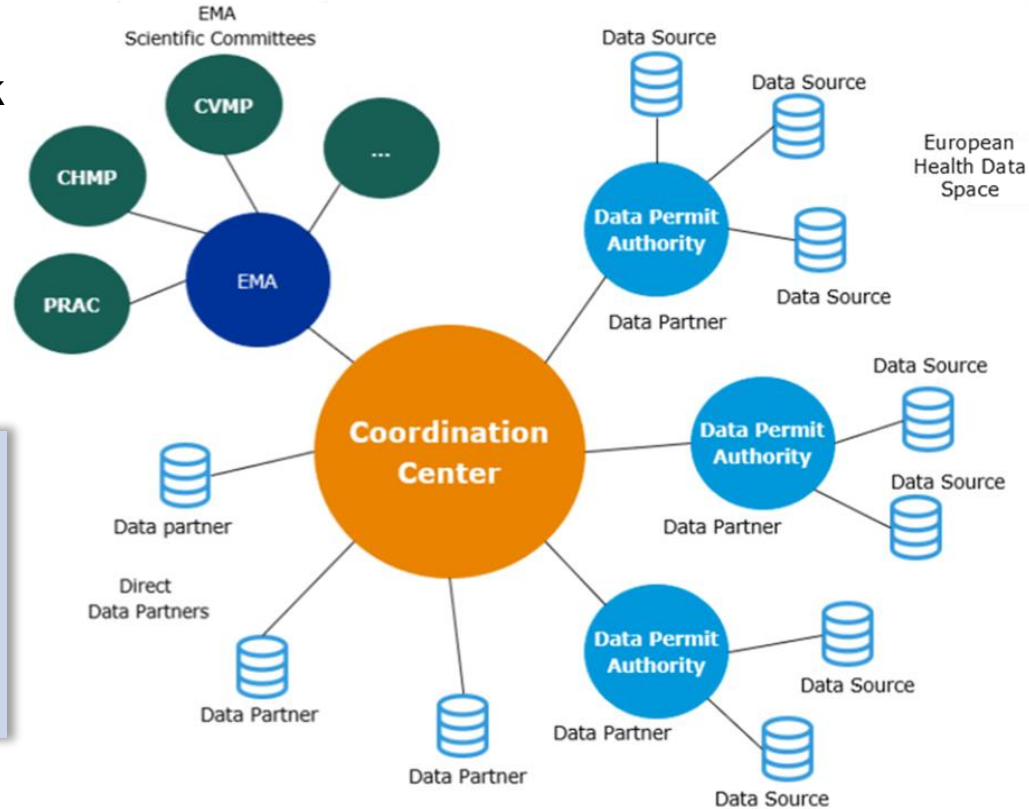 EMA
Scientific Committees
CVMP
...
CHMP
PRAC
EMA
Data Source
Data Source
European
Health Data
Space
Data Permit
Authority
Data Source
Data Partner
Coordination
Center
Data Source
Data Permit
Authority
Data Source
Data Partner
Data partner
Direct
Data Partners
Data Partner
Data Partner
Data Permit
Authority
Data Source
Data Partner
Data Source